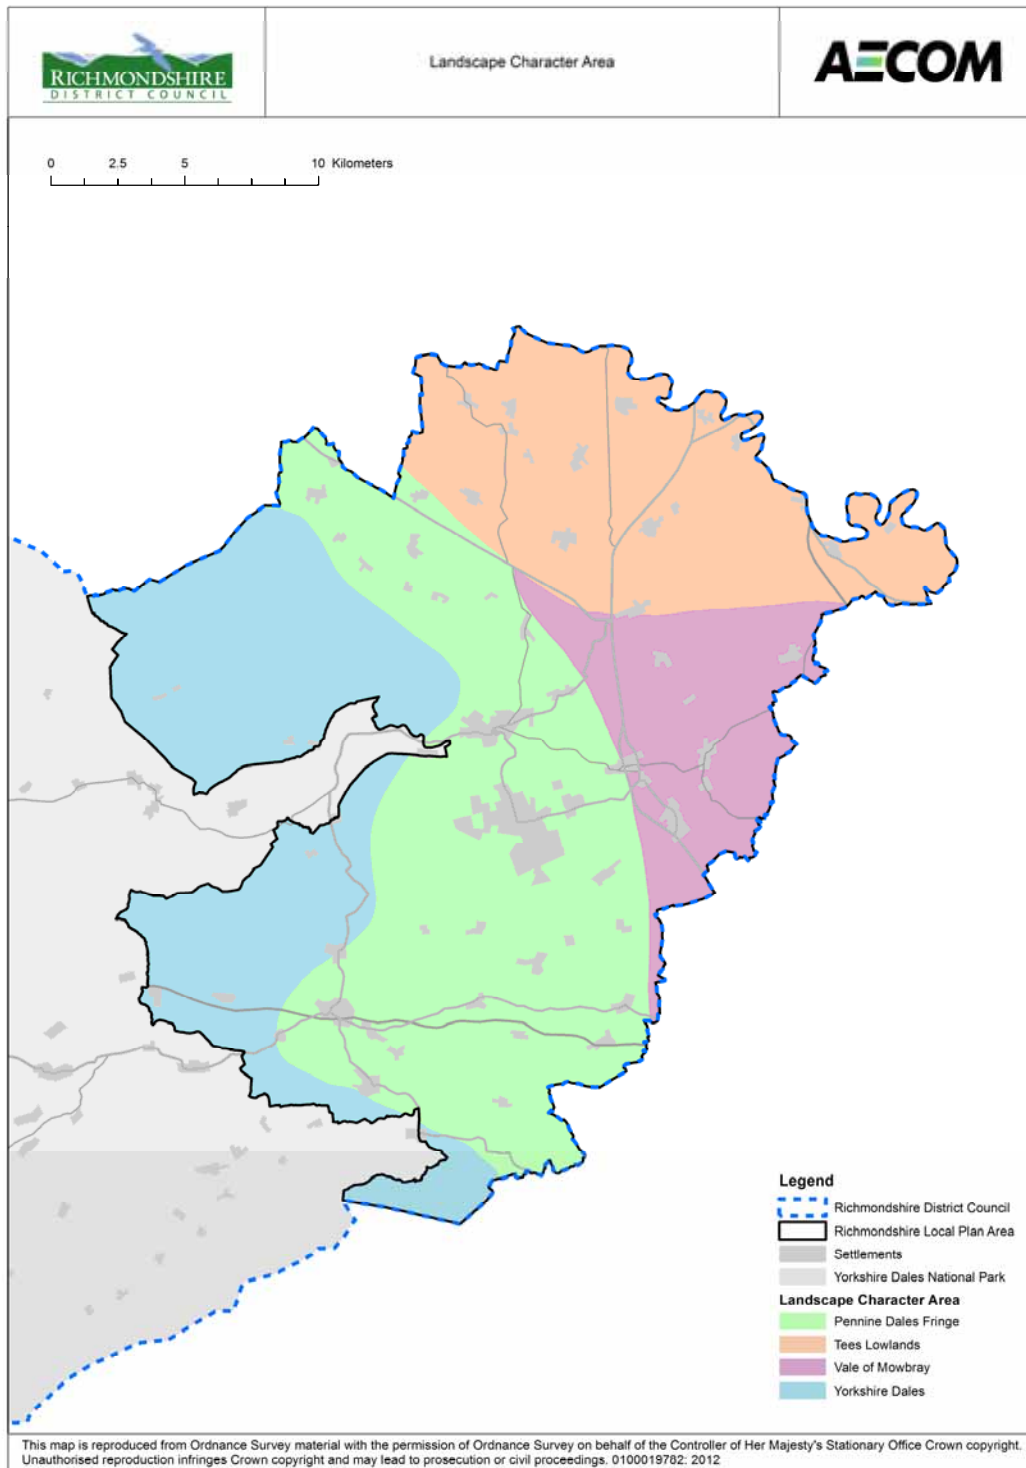 RICHMONDSHIRE
DISTRICT COUNCIL
Landscape Character Area
AECOM
0 2.5 5 10 Kilometers
Legend
Richmondshire District Council
Richmondshire Local Plan Area
Settlements
Yorkshire Dales National Park
Landscape Character Area
Pennine Dales Fringe
Tees Lowlands
Vale of Mowbray
Yorkshire Dales
This map is reproduced from Ordnance Survey material with the permission of Ordnance Survey on behalf of the Controller of Her Majesty's Stationary Office Crown copyright.
Unauthorised reproduction infringes Crown copyright and may lead to prosecution or civil proceedings. 0100019782: 2012